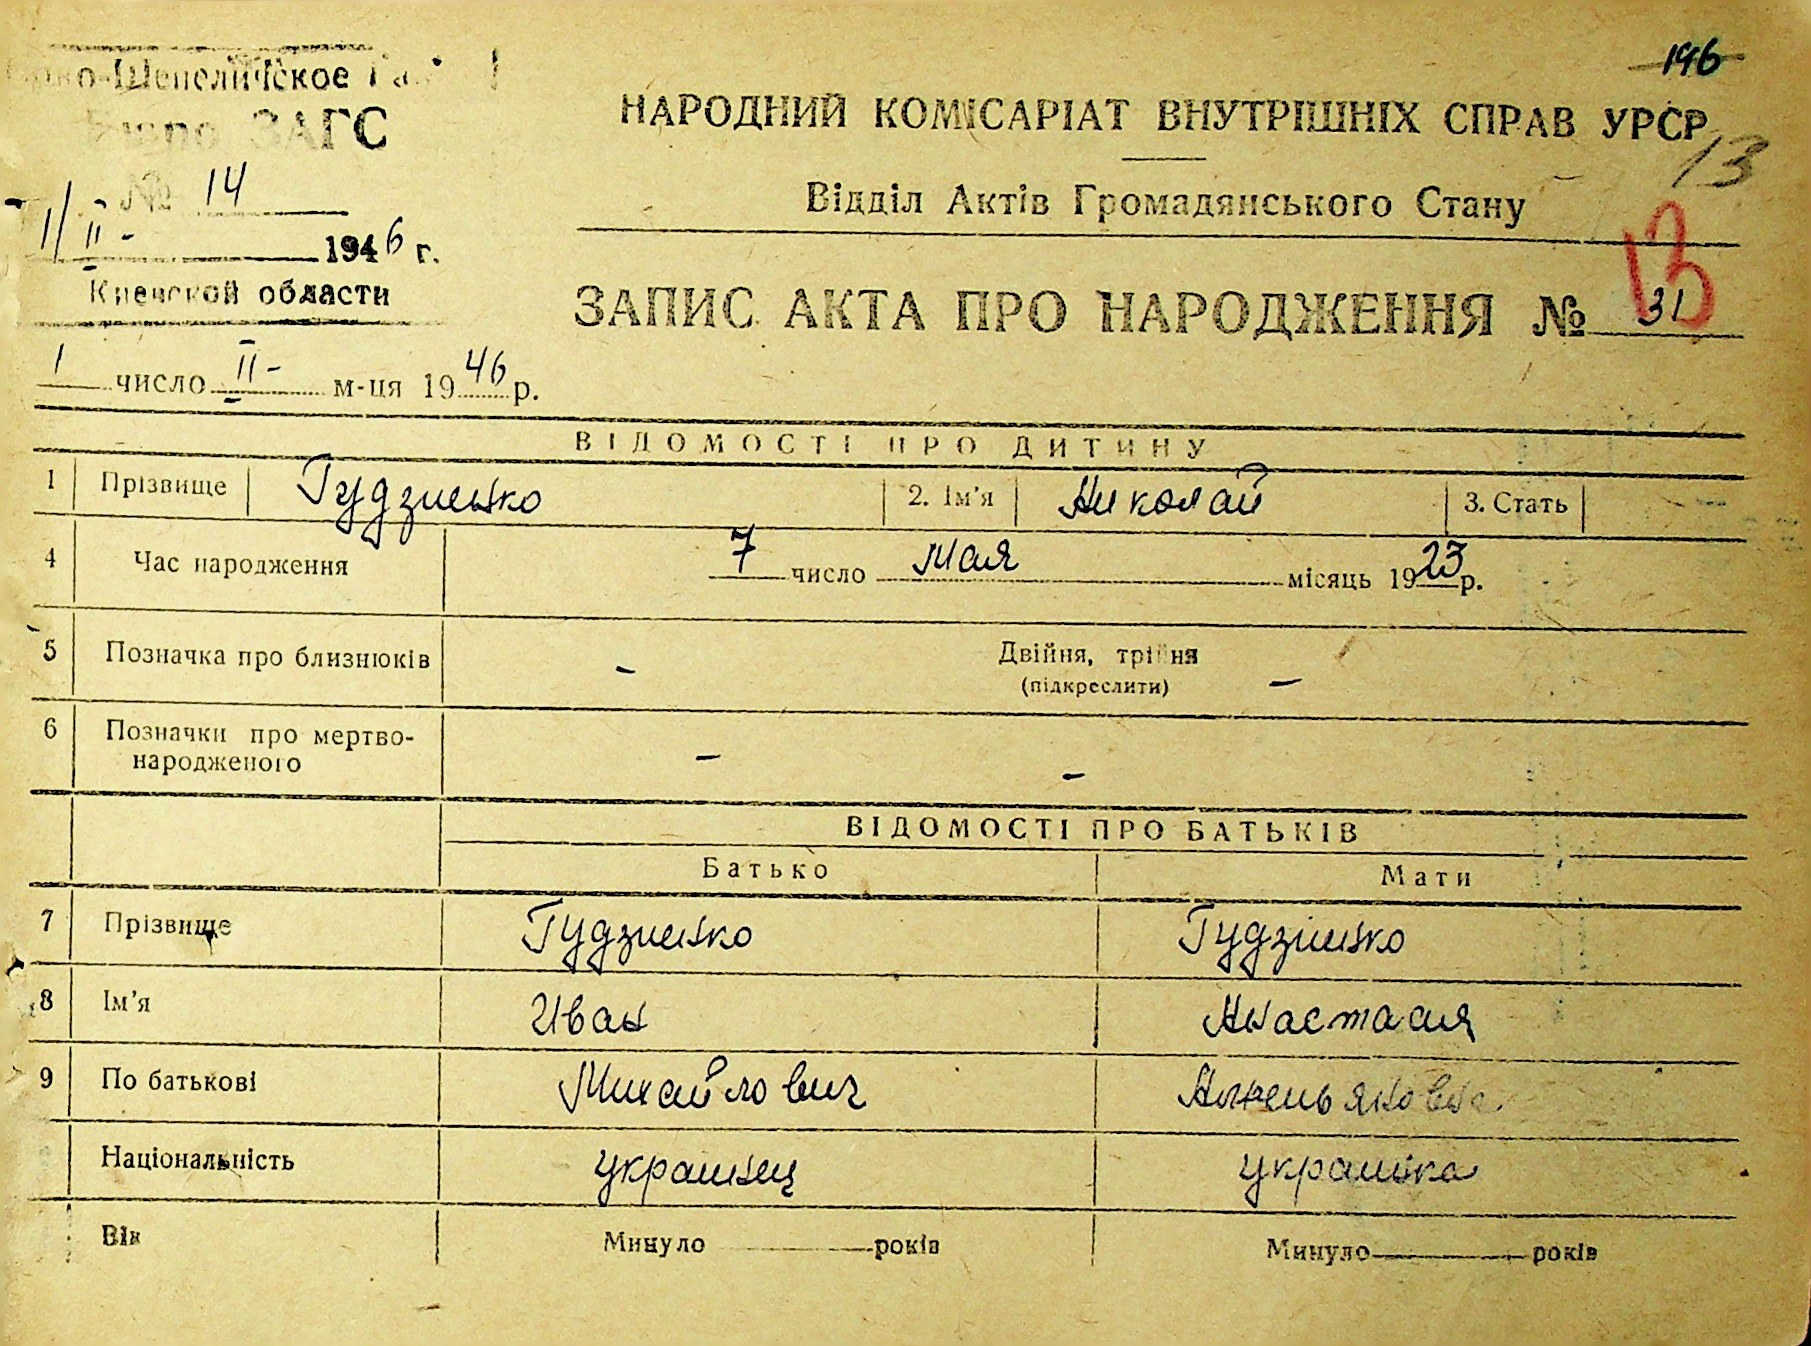 Шепеличское
Бюро ЗАГС
№ 14
1/II - 1946 г.
Киевской области
1 число II - м-ця 1946 р.
146
НАРОДНИЙ КОМІСАРІАТ ВНУТРІШНІХ СПРАВ УРСР
13
Відділ Актів Громадянського Стану
13
ЗАПИС АКТА ПРО НАРОДЖЕННЯ № 31
ВІДОМОСТІ ПРО ДИТИНУ
1 Прізвище Гудзиенко 2. Ім'я Николай 3. Стать
4 Час народження 7 число мая місяць 1923 р.
5 Позначка про близнюків - Двійня, трійня
(підкреслити) -
6 Позначки про мертво-
народженого - -
ВІДОМОСТІ ПРО БАТЬКІВ
Батько Мати
7 Прізвище Гудзиенко Гудзиенко
8 Ім'я Иван Анастасия
9 По батькові Михайлович
Національність украинец украинка
Вік Минуло років Минуло років